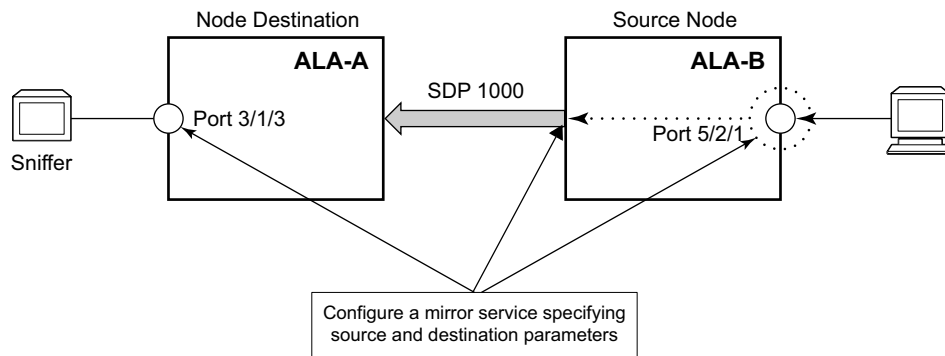 Node Destination
Source Node
ALA-A
ALA-B
SDP 1000
Port 3/1/3
Port 5/2/1
Sniffer
Configure a mirror service specifying
source and destination parameters